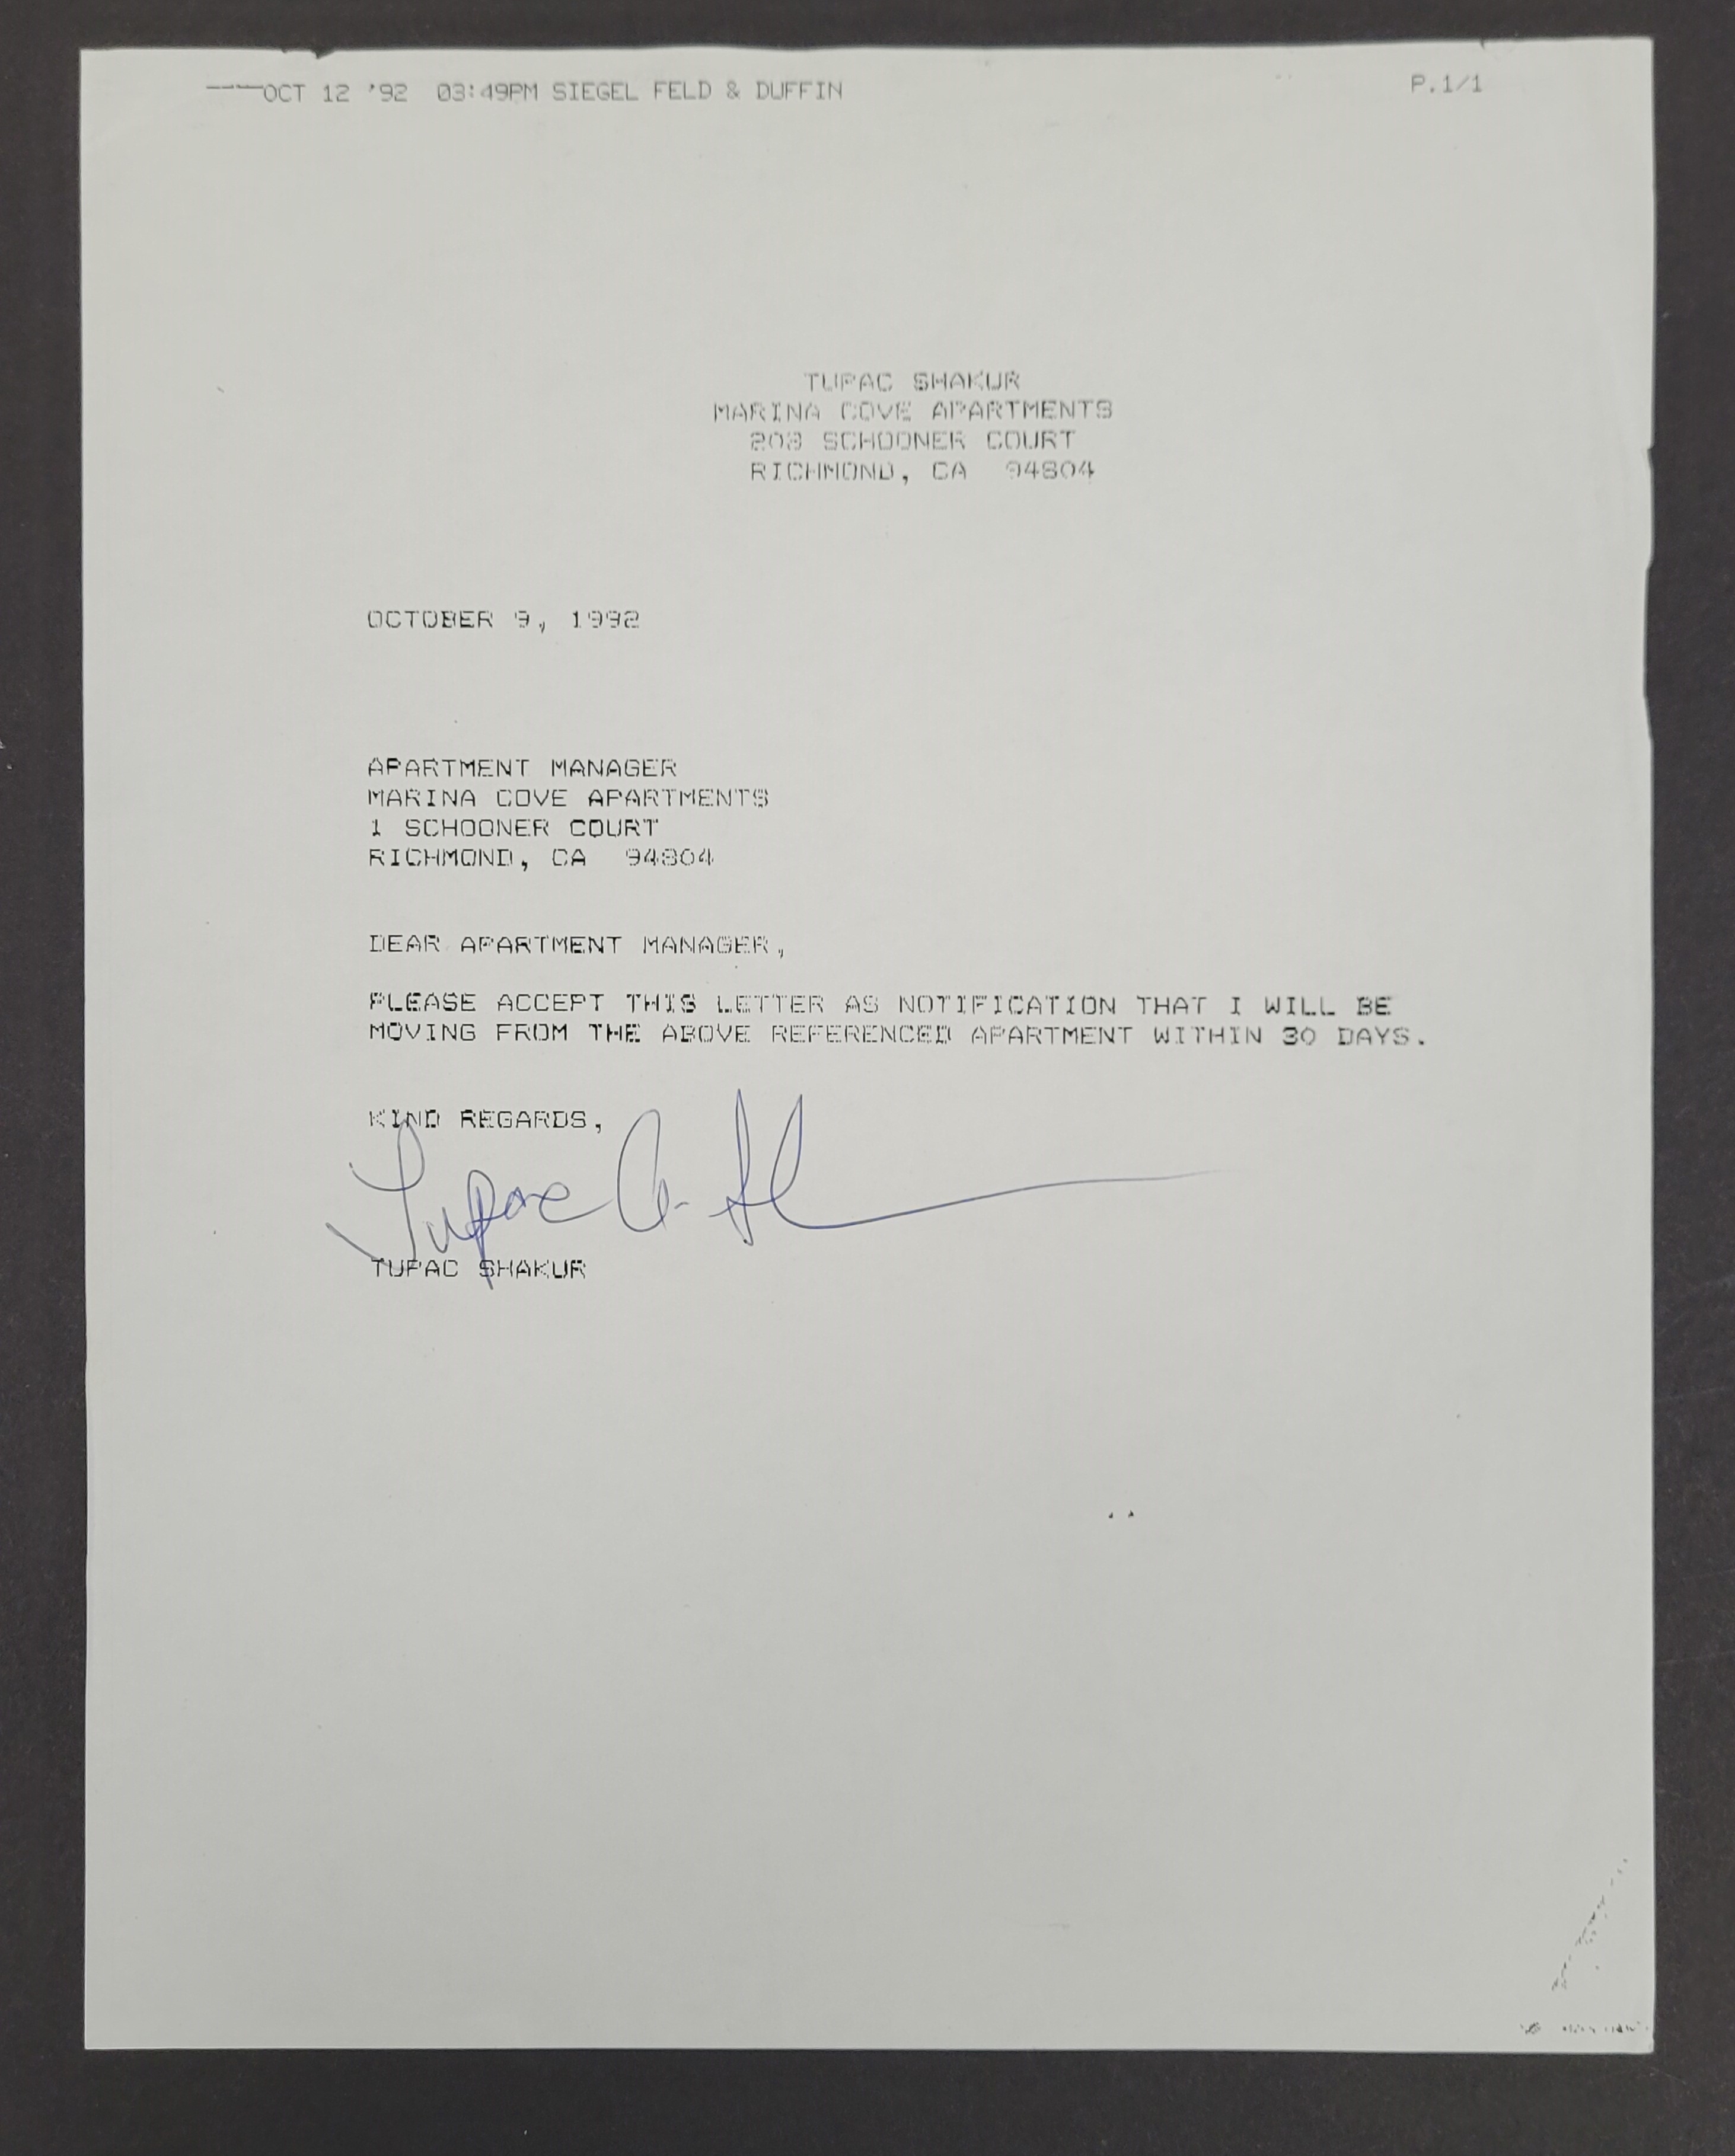 OCT 12 '92 03:49PM SIEGEL FELD & DUFFIN P.1/1
TUPAC SHAKUR
MARINA COVE APARTMENTS
203 SCHOONER COURT
RICHMOND, CA 94804
OCTOBER 9, 1992
APARTMENT MANAGER
MARINA COVE APARTMENTS
1 SCHOONER COURT
RICHMOND, CA 94804
DEAR APARTMENT MANAGER,
PLEASE ACCEPT THIS LETTER AS NOTIFICATION THAT I WILL BE
MOVING FROM THE ABOVE REFERENCED APARTMENT WITHIN 30 DAYS.
KIND REGARDS,
Tupac A. Sh
TUPAC SHAKUR